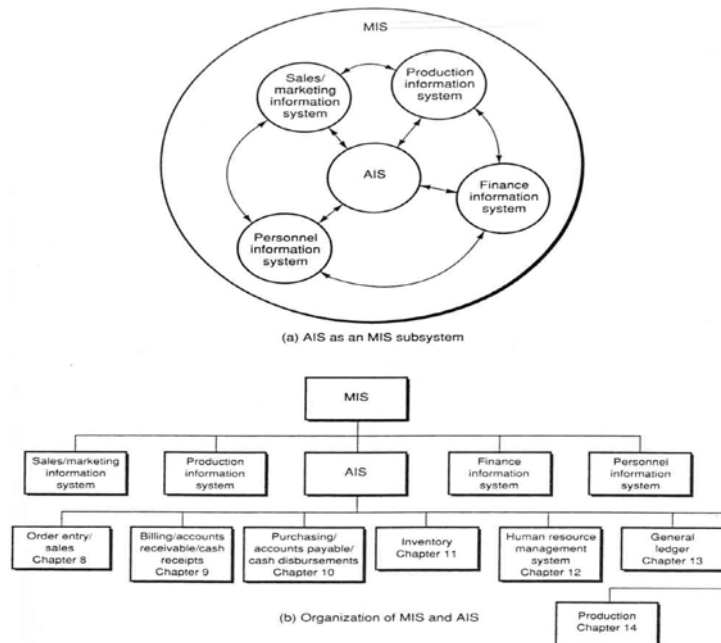 MIS
Sales/
marketing
information
system
Production
information
system
AIS
Finance
information
system
Personnel
information
system
(a) AIS as an MIS subsystem
MIS
Sales/marketing
information
system
Production
information
system
AIS
Finance
information
system
Personnel
information
system
Order entry/
sales
Chapter 8
Billing/accounts
receivable/cash
receipts
Chapter 9
Purchasing/
accounts payable/
cash disbursements
Chapter 10
Inventory
Chapter 11
Human resource
management
system
Chapter 12
General
ledger
Chapter 13
(b) Organization of MIS and AIS
Production
Chapter 14